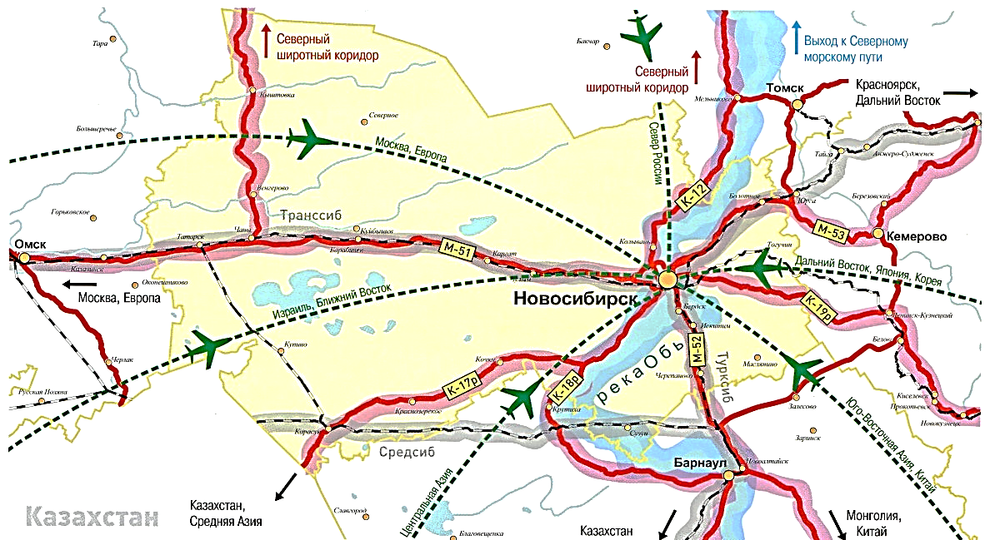 Тара
Северный
широтный коридор
Бакчар
Северный
широтный коридор
Выход к Северному
морскому пути
Томск
Красноярск,
Дальний Восток
Кыштовка
Мельниково
Северное
Большеречье
Москва, Европа
Север России
Тайга
Анжеро-Судженск
Венгерово
К-12
Болотное
Юрга
Березовский
Горьковское
Транссиб
Чаны
Куйбышев
Татарск
Барабинск
М-51
Каргат
Колывань
М-53
Кемерово
Омск
Калачинск
Тогучин
Дальний Восток, Япония, Корея
Москва, Европа
Оконешниково
Израиль, Ближний Восток
Новосибирск
Бердск
К-19р
Ленинск-Кузнецкий
Искитим
Белово
Купино
М-52
река Обь
Черлак
Кочки
Маслянино
Черепаново
Турксиб
К-17р
К-18р
Русская Поляна
Краснозерское
Крутиха
Залесово
Киселевск
Прокопьевск
Новокузнецк
Карасук
Сузун
Заринск
Средсиб
Юго-Восточная Азия, Китай
Барнаул
Новоалтайск
Центральная Азия
Казахстан,
Средняя Азия
Славгород
Казахстан
Благовещенка
Казахстан
Монголия,
Китай